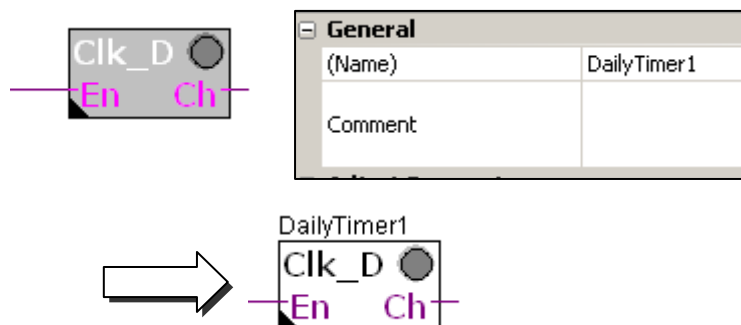 Clk_D
En Ch
General
(Name) DailyTimer1
Comment
DailyTimer1
Clk_D
En Ch